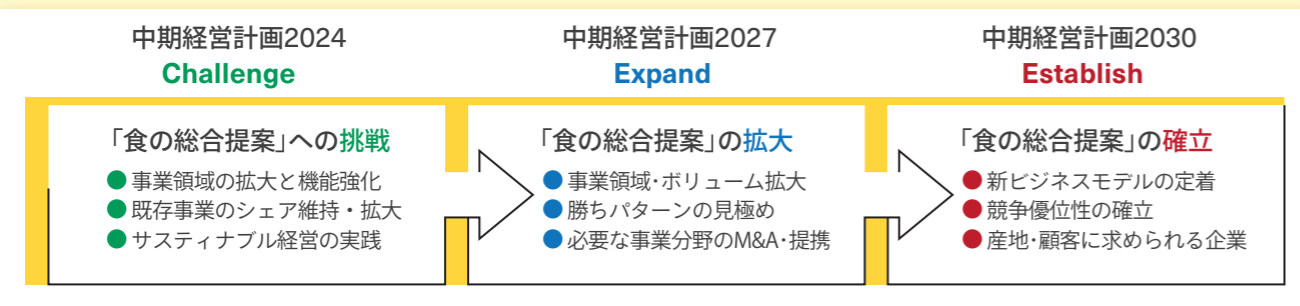 中期経営計画2024
Challenge
「食の総合提案」への挑戦
● 事業領域の拡大と機能強化
● 既存事業のシェア維持・拡大
● サスティナブル経営の実践
中期経営計画2027
Expand
「食の総合提案」の拡大
● 事業領域・ボリューム拡大
● 勝ちパターンの見極め
● 必要な事業分野のM&A・提携
中期経営計画2030
Establish
「食の総合提案」の確立
● 新ビジネスモデルの定着
● 競争優位性の確立
● 産地・顧客に求められる企業